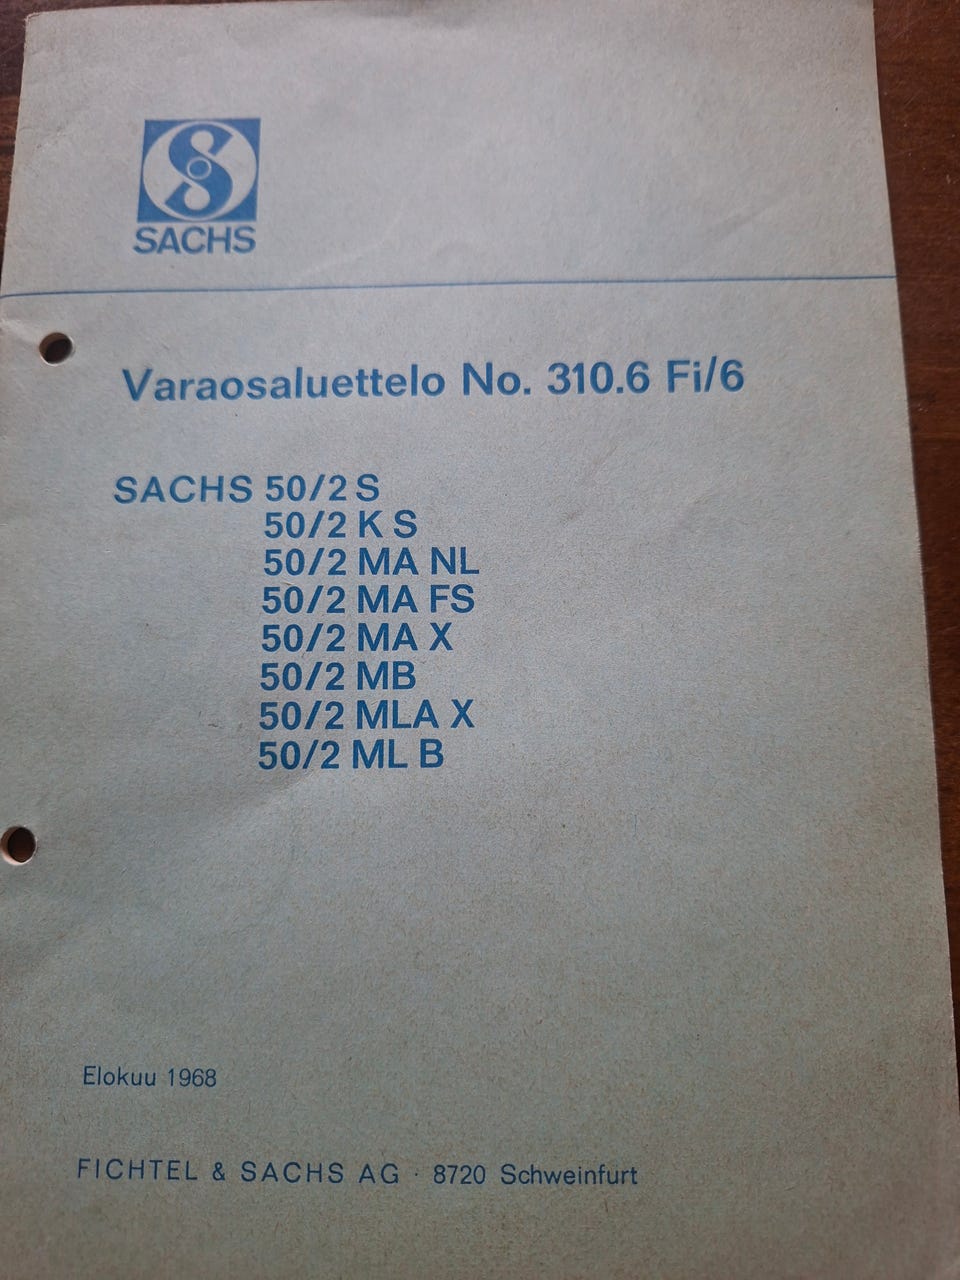 SACHS
Varaosaluettelo No. 310.6 Fi/6
SACHS 50/2 S
50/2 K S
50/2 MA NL
50/2 MA FS
50/2 MA X
50/2 MB
50/2 MLA X
50/2 ML B
Elokuu 1968
FICHTEL & SACHS AG · 8720 Schweinfurt